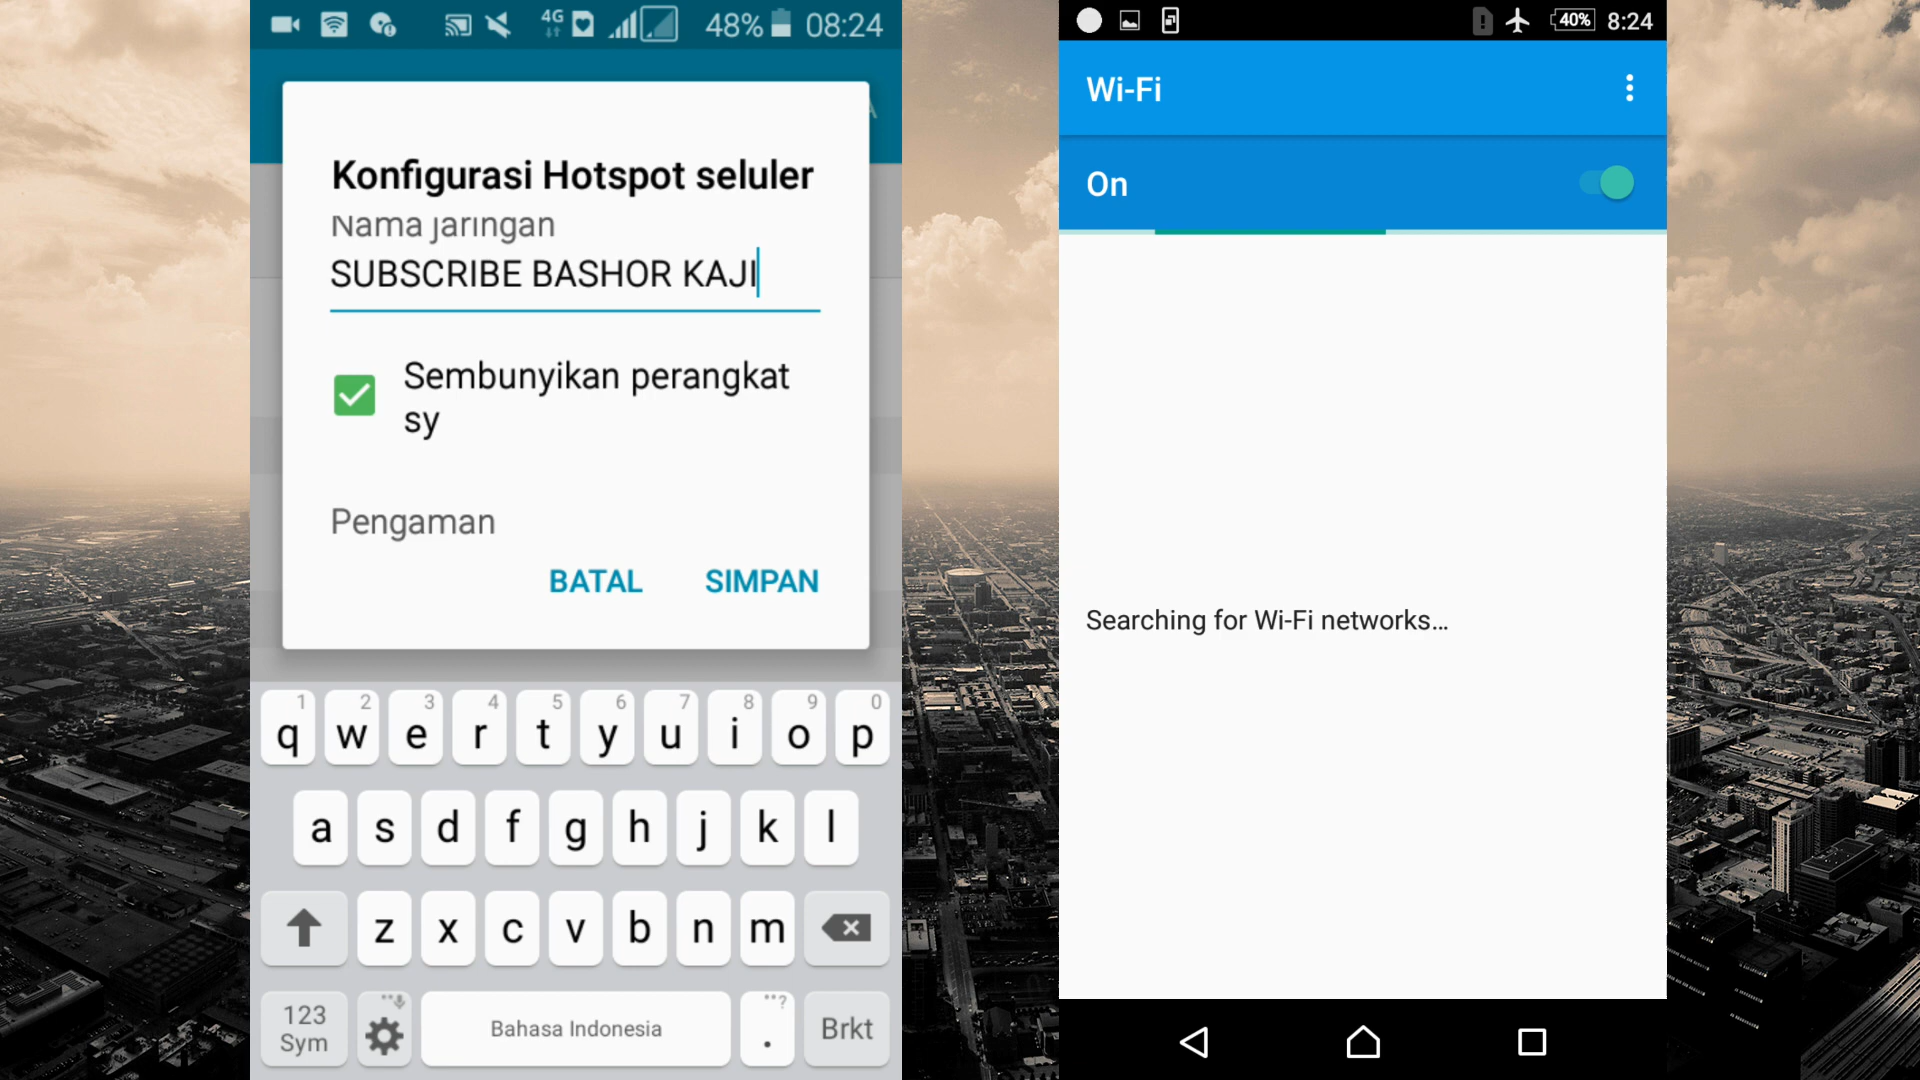 4G 48% 08:24
Konfigurasi Hotspot seluler
Nama jaringan
SUBSCRIBE BASHOR KAJI
Sembunyikan perangkat
sy
Pengaman
BATAL SIMPAN
1 2 3 4 5 6 7 8 9 0
q w e r t y u i o p
a s d f g h j k l
z x c v b n m
123
Sym
Bahasa Indonesia
. ?
Brkt
40% 8:24
Wi-Fi
On
Searching for Wi-Fi networks…